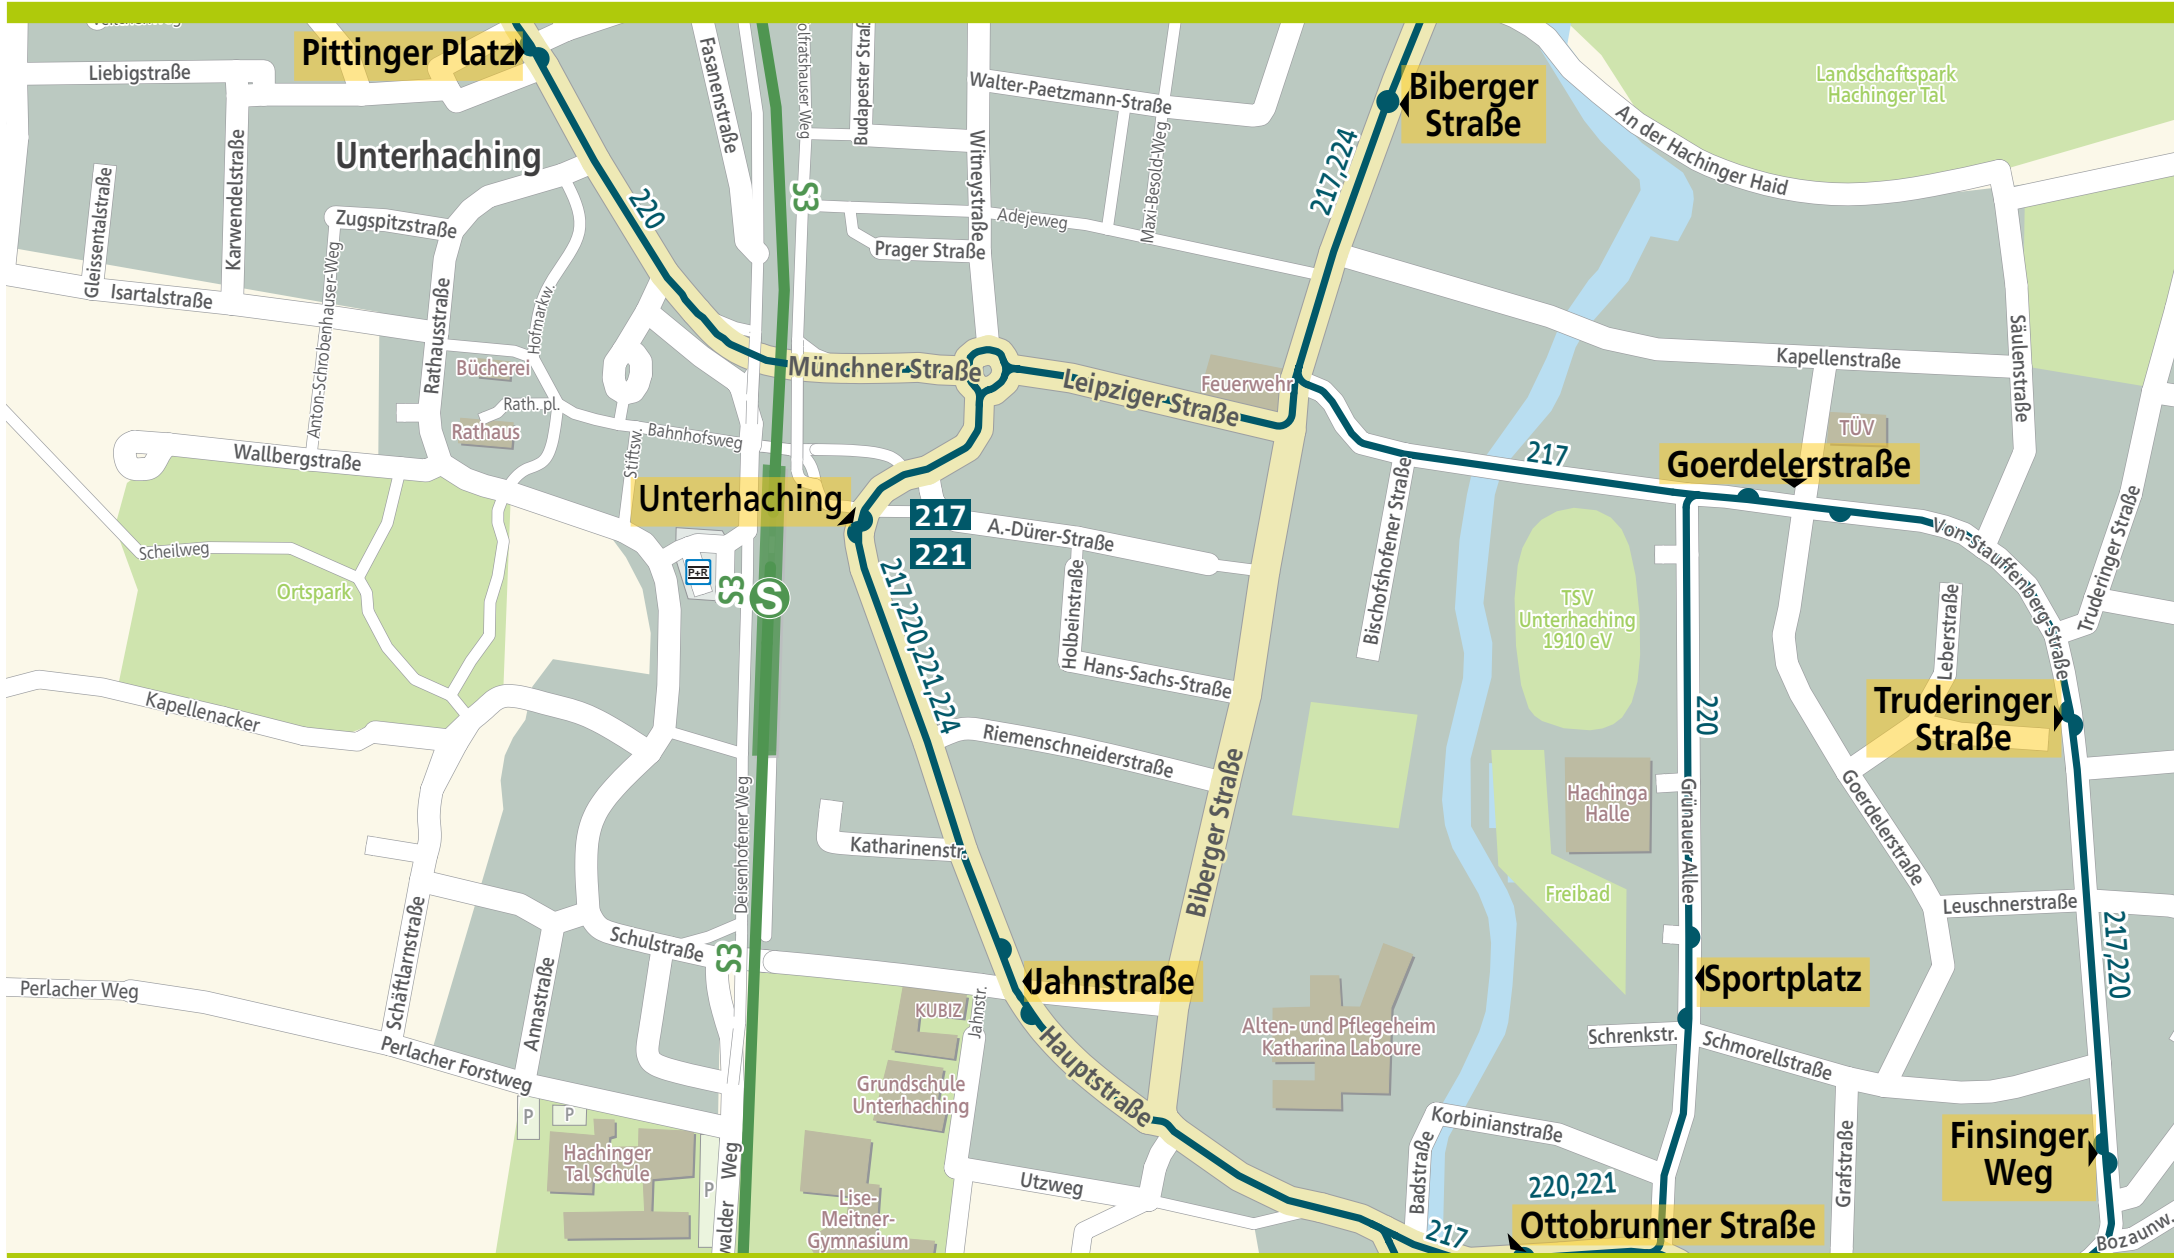 Pittinger Platz
Liebigstraße
Fasanenstraße
Budapester Straß
Walter-Paetzmann-Straße
Biberger
Straße
Landschaftspark
Hachinger Tal
An der Hachinger Haid
Unterhaching
Karwendelstraße
Gleissentalstraße
Zugspitzstraße
Isartalstraße
Anton-Schrobenhauser-Weg
Rathausstraße
Hofmarkw.
220
S3
Witneystraße
Maxi-Besold-Weg
Adejeweg
Prager Straße
217,224
Säulenstraße
Kapellenstraße
Bücherei
Rath. pl.
Rathaus
Münchner Straße
Leipziger Straße
Feuerwehr
TÜV
Wallbergstraße
Stiftsw.
Bahnhofsweg
217
Goerdelerstraße
Unterhaching
217
221
A.-Dürer-Straße
Bischofshofener Straße
Von-Stauffenberg-Straße
Truderinger Straße
Scheilweg
Ortspark
P+R
S3
S
217,220,221,224
Holbeinstraße
Hans-Sachs-Straße
TSV
Unterhaching
1910 eV
Leberstraße
Kapellenacker
Riemenschneiderstraße
220
Truderinger
Straße
Deisenhofener Weg
Katharinenstr.
Biberger Straße
Hachinga
Halle
Grünauer Allee
Goerdelerstraße
Freibad
Leuschnerstraße
Schäftlarnstraße
Schulstraße
S3
217,220
Perlacher Weg
Annastraße
Jahnstraße
Sportplatz
KUBIZ
Jahnstr.
Alten- und Pflegeheim
Katharina Laboure
Schrenkstr.
Schmorellstraße
Perlacher Forstweg
Hauptstraße
Grundschule
Unterhaching
P
P
Hachinger
Tal Schule
P
Weg
walder
Korbinianstraße
Badstraße
Grafstraße
Finsinger
Weg
Utzweg
220,221
Lise-
Meitner-
Gymnasium
217
Ottobrunner Straße
Bozaunw.